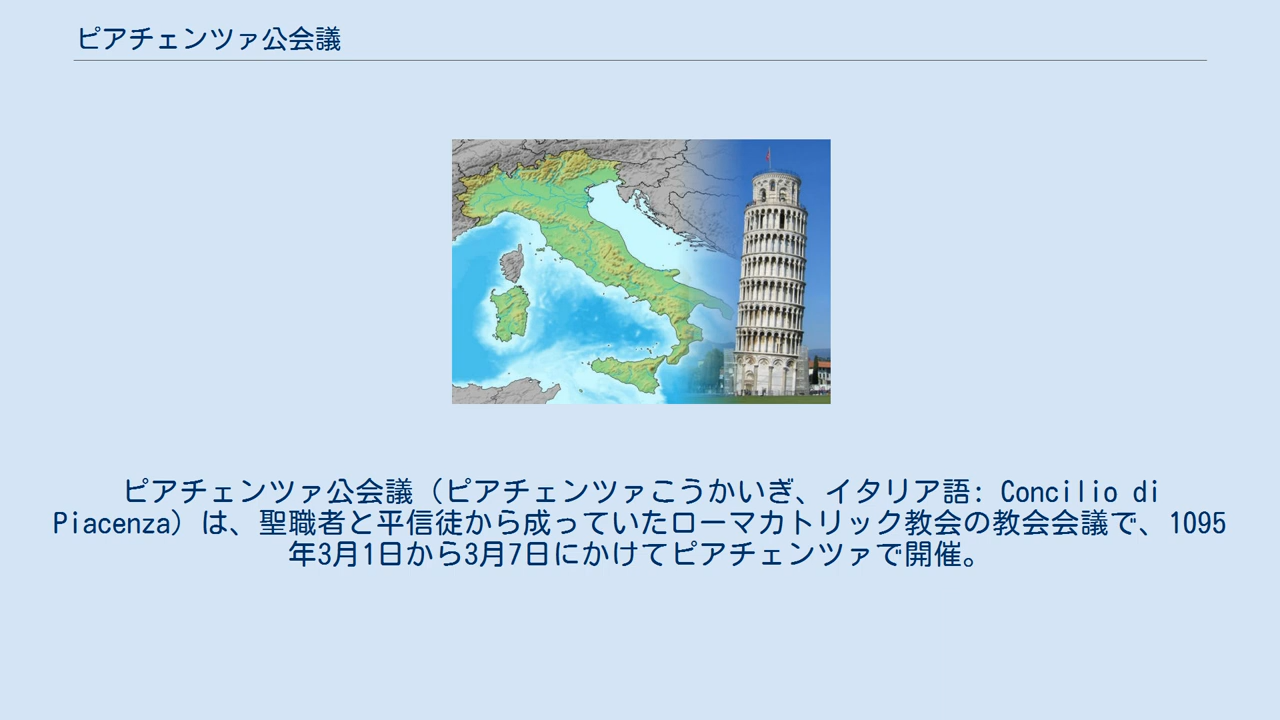 ピアチェンツァ公会議
ピアチェンツァ公会議（ピアチェンツァこうかいぎ、イタリア語: Concilio di
Piacenza）は、聖職者と平信徒から成っていたローマカトリック教会の教会会議で、1095
年3月1日から3月7日にかけてピアチェンツァで開催。